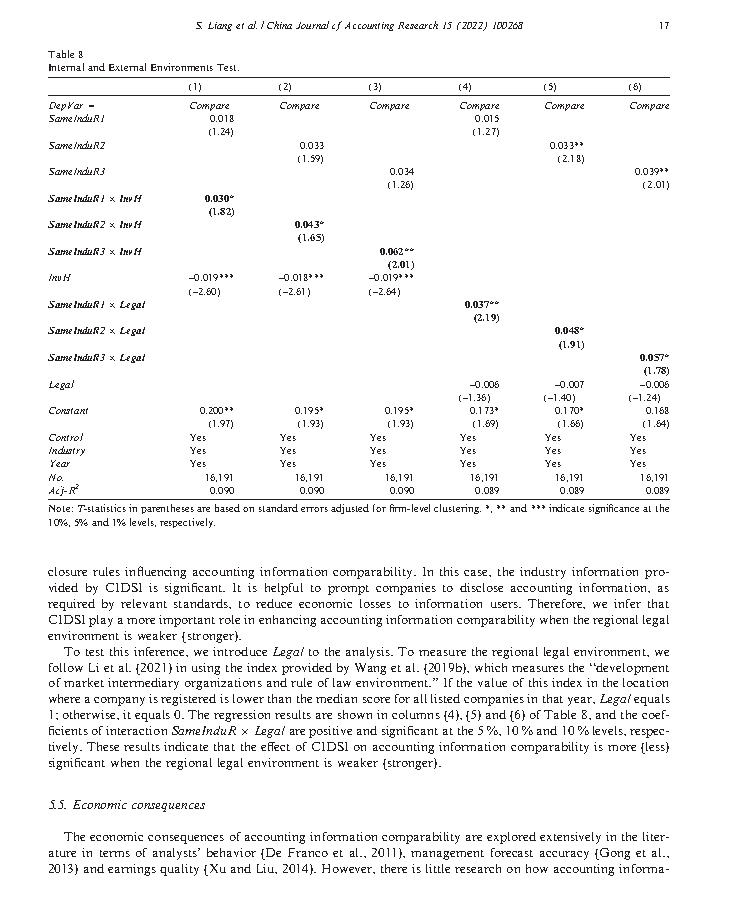 S. Liang et al. / China Journal of Accounting Research 15 (2022) 100268 17
Table 8
Internal and External Environments Test.
(1) (2) (3) (4) (5) (6)
DepVar = Compare Compare Compare Compare Compare Compare
SameInduR1 0.018 0.015
(1.24) (1.27)
SameInduR2 0.033 0.033**
(1.59) (2.18)
SameInduR3 0.034 0.039**
(1.26) (2.01)
SameInduR1 × InvH 0.030*
(1.82)
SameInduR2 × InvH 0.043*
(1.65)
SameInduR3 × InvH 0.062**
(2.01)
InvH −0.019*** −0.018*** −0.019***
(−2.60) (−2.61) (−2.64)
SameInduR1 × Legal 0.037**
(2.19)
SameInduR2 × Legal 0.048*
(1.91)
SameInduR3 × Legal 0.057*
(1.78)
Legal −0.006 −0.007 −0.006
(−1.36) (−1.40) (−1.24)
Constant 0.200** 0.195* 0.195* 0.173* 0.170* 0.168
(1.97) (1.93) (1.93) (1.69) (1.66) (1.64)
Control Yes Yes Yes Yes Yes Yes
Industry Yes Yes Yes Yes Yes Yes
Year Yes Yes Yes Yes Yes Yes
No. 16,191 16,191 16,191 16,191 16,191 16,191
Adj-R² 0.090 0.090 0.090 0.089 0.089 0.089
Note: T-statistics in parentheses are based on standard errors adjusted for firm-level clustering. *, ** and *** indicate significance at the
10%, 5% and 1% levels, respectively.
closure rules influencing accounting information comparability. In this case, the industry information pro-
vided by CIDSI is significant. It is helpful to prompt companies to disclose accounting information, as
required by relevant standards, to reduce economic losses to information users. Therefore, we infer that
CIDSI play a more important role in enhancing accounting information comparability when the regional legal
environment is weaker (stronger).
To test this inference, we introduce Legal to the analysis. To measure the regional legal environment, we
follow Li et al. (2021) in using the index provided by Wang et al. (2019b), which measures the “development
of market intermediary organizations and rule of law environment.” If the value of this index in the location
where a company is registered is lower than the median score for all listed companies in that year, Legal equals
1; otherwise, it equals 0. The regression results are shown in columns (4), (5) and (6) of Table 8, and the coef-
ficients of interaction SameInduR × Legal are positive and significant at the 5 %, 10 % and 10 % levels, respec-
tively. These results indicate that the effect of CIDSI on accounting information comparability is more (less)
significant when the regional legal environment is weaker (stronger).
5.5. Economic consequences
The economic consequences of accounting information comparability are explored extensively in the liter-
ature in terms of analysts’ behavior (De Franco et al., 2011), management forecast accuracy (Gong et al.,
2013) and earnings quality (Xu and Liu, 2014). However, there is little research on how accounting informa-